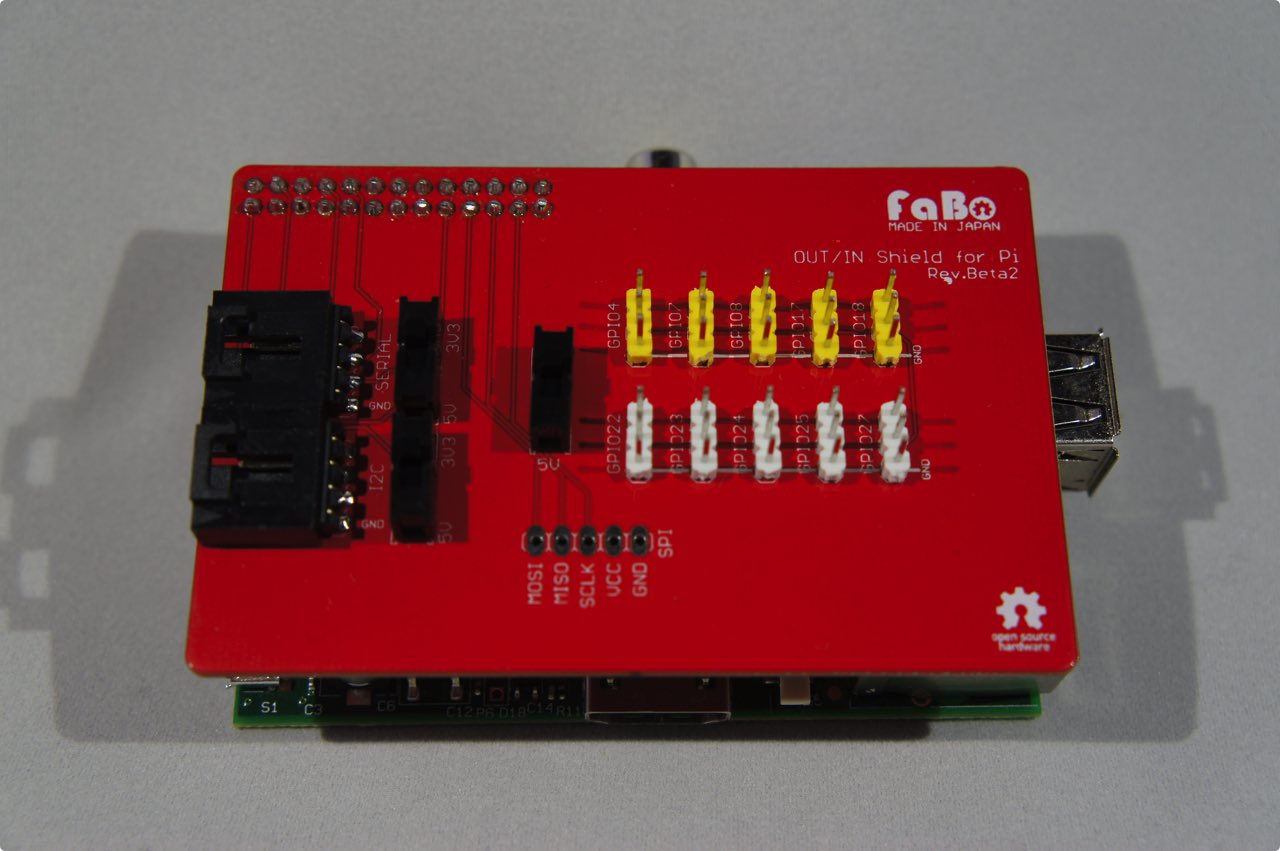 FaBo
MADE IN JAPAN
OUT/IN Shield for Pi
Rev.Beta2
GPIO4
GPIO7
GPIO8
GPIO17
GPIO18
GND
SERIAL
3V3
GND
5V
5V
GPIO22
GPIO23
GPIO24
GPIO25
GPIO27
GND
I2C
3V3
GND
5V
SPI
MOSI
MISO
SCLK
VCC
GND
open source
hardware
S1
C3
C6
C12
P6
D18
C14
R11